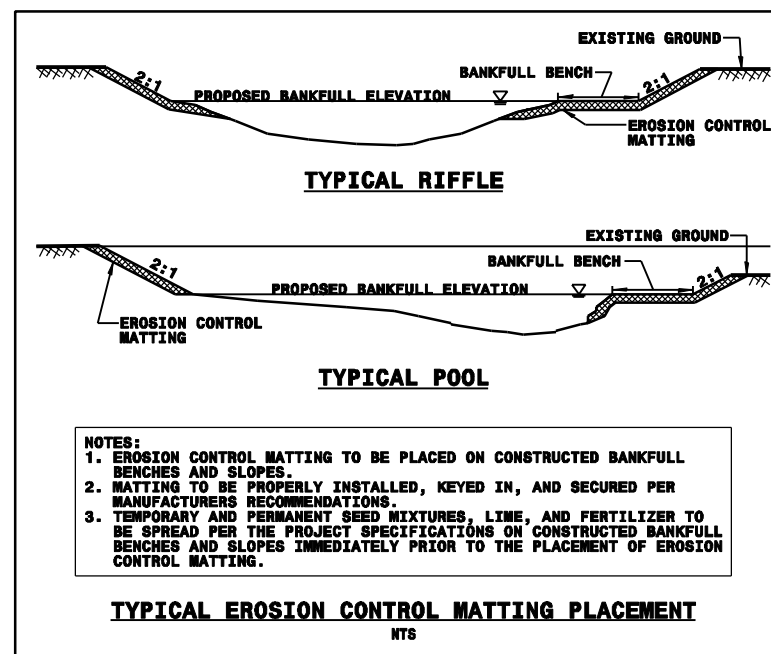 EXISTING GROUND
BANKFULL BENCH
2:1
2:1
PROPOSED BANKFULL ELEVATION
EROSION CONTROL
MATTING
TYPICAL RIFFLE
EXISTING GROUND
BANKFULL BENCH
2:1
2:1
PROPOSED BANKFULL ELEVATION
EROSION CONTROL
MATTING
TYPICAL POOL
NOTES:
1. EROSION CONTROL MATTING TO BE PLACED ON CONSTRUCTED BANKFULL
BENCHES AND SLOPES.
2. MATTING TO BE PROPERLY INSTALLED, KEYED IN, AND SECURED PER
MANUFACTURERS RECOMMENDATIONS.
3. TEMPORARY AND PERMANENT SEED MIXTURES, LIME, AND FERTILIZER TO
BE SPREAD PER THE PROJECT SPECIFICATIONS ON CONSTRUCTED BANKFULL
BENCHES AND SLOPES IMMEDIATELY PRIOR TO THE PLACEMENT OF EROSION
CONTROL MATTING.
TYPICAL EROSION CONTROL MATTING PLACEMENT
NTS